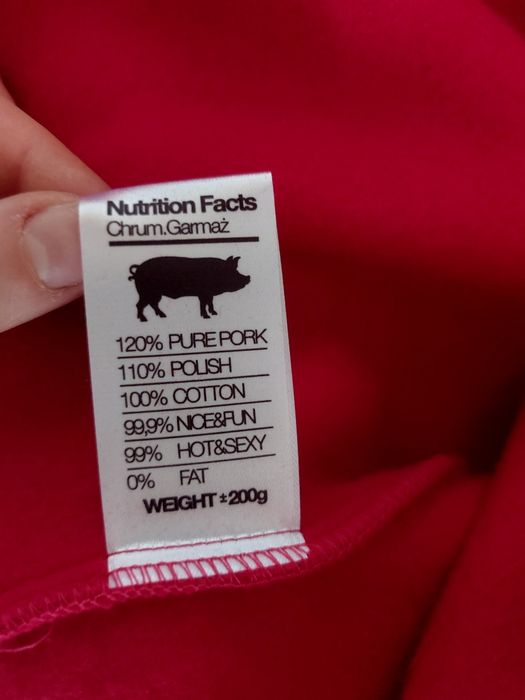 Nutrition Facts
Chrum.Garmaż
120% PURE PORK
110% POLISH
100% COTTON
99,9% NICE&FUN
99% HOT&SEXY
0% FAT
WEIGHT ±200g